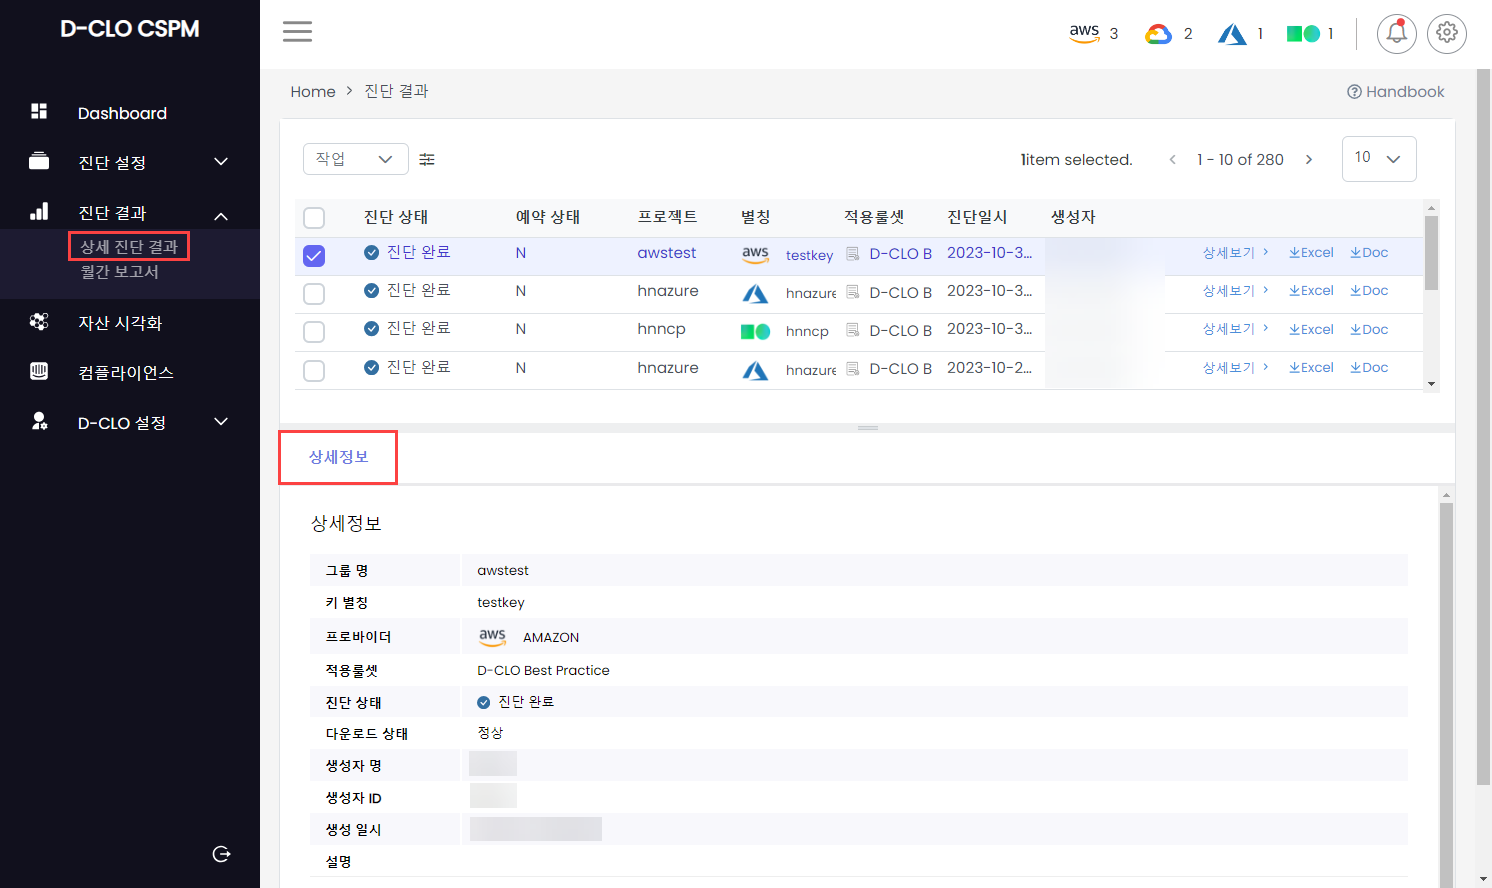 D-CLO CSPM
aws 3 2 1 1
Dashboard
진단 설정
진단 결과
상세 진단 결과
월간 보고서
자산 시각화
컴플라이언스
D-CLO 설정
Home > 진단 결과
Handbook
작업
1item selected.
< 1 - 10 of 280 >
10
진단 상태 예약 상태 프로젝트 별칭 적용룰셋 진단일시 생성자
진단 완료 N awstest aws testkey D-CLO B 2023-10-3... 상세보기 > Excel Doc
진단 완료 N hnazure hnazure D-CLO B 2023-10-3... 상세보기 > Excel Doc
진단 완료 N hnncp hnncp D-CLO B 2023-10-3... 상세보기 > Excel Doc
진단 완료 N hnazure hnazure D-CLO B 2023-10-2... 상세보기 > Excel Doc
상세정보
상세정보
그룹 명 awstest
키 별칭 testkey
프로바이더 aws AMAZON
적용룰셋 D-CLO Best Practice
진단 상태 진단 완료
다운로드 상태 정상
생성자 명
생성자 ID
생성 일시
설명